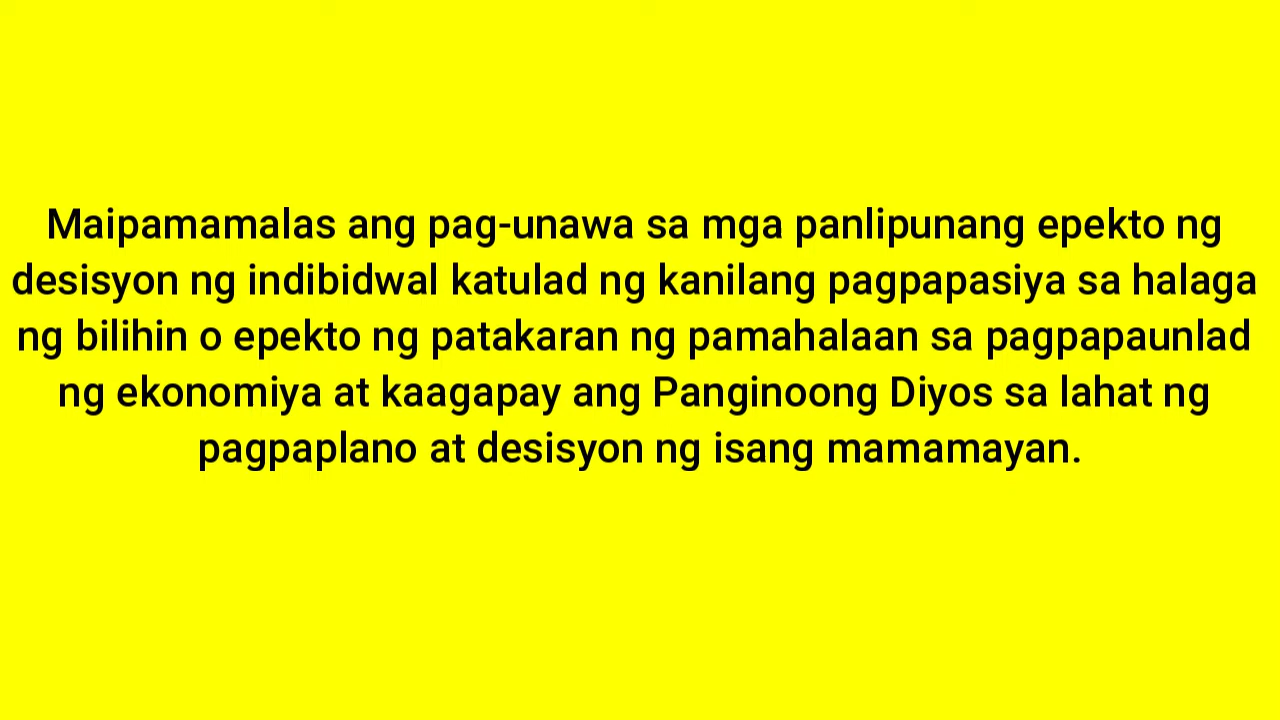 Maipamamalas ang pag-unawa sa mga panlipunang epekto ng
desisyon ng indibidwal katulad ng kanilang pagpapasiya sa halaga
ng bilihin o epekto ng patakaran ng pamahalaan sa pagpapaunlad
ng ekonomiya at kaagapay ang Panginoong Diyos sa lahat ng
pagpaplano at desisyon ng isang mamamayan.